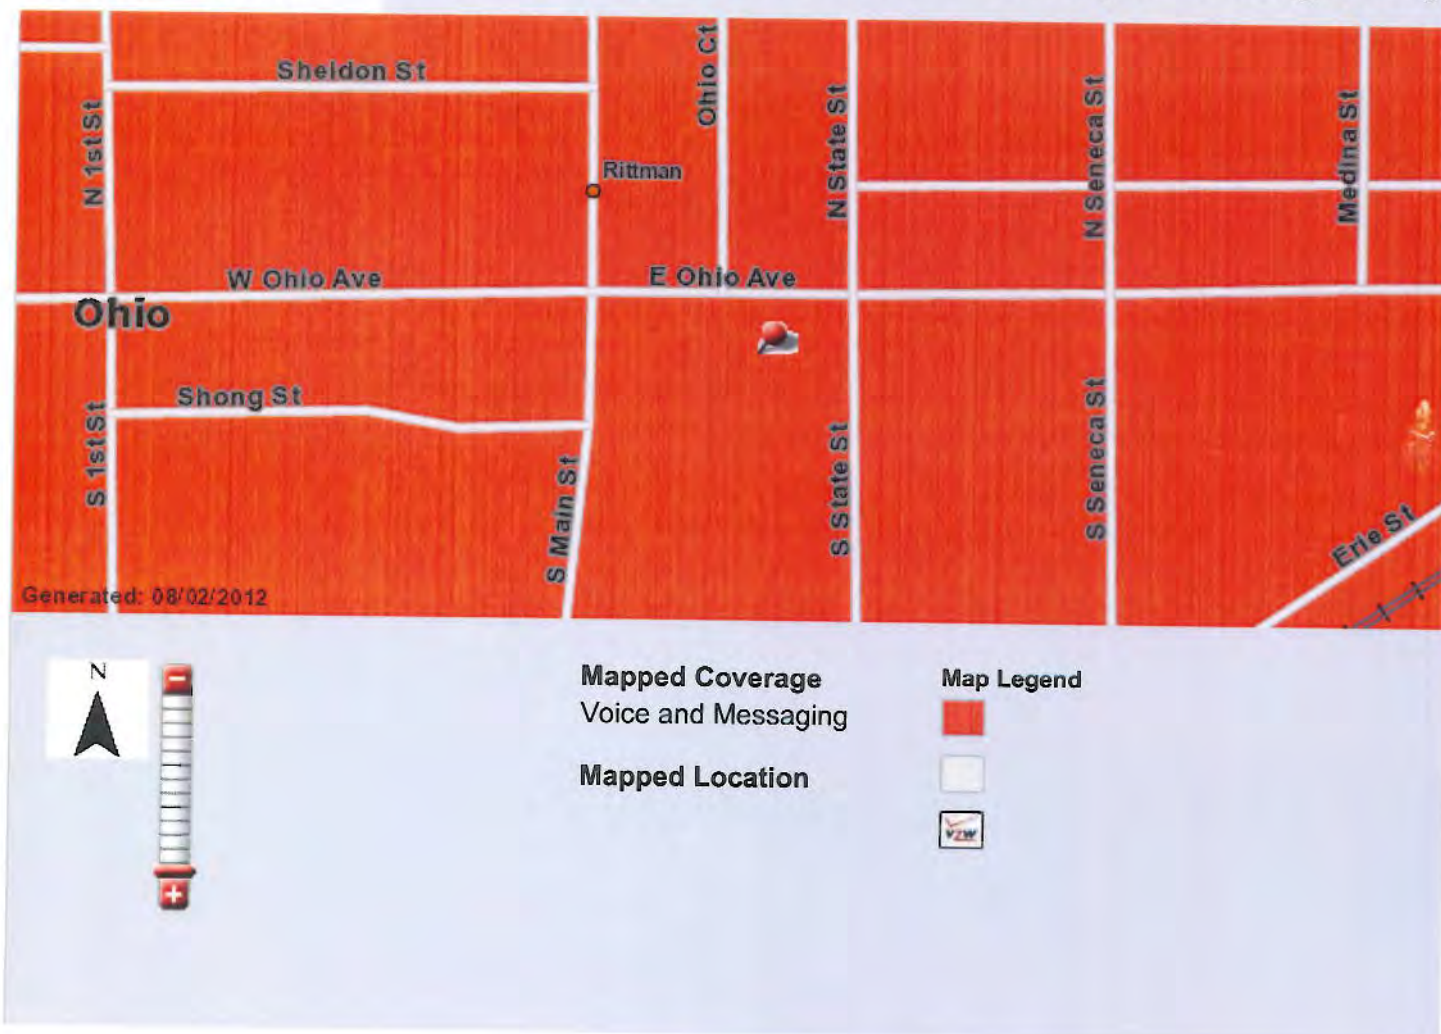 Sheldon St
Ohio Ct
N 1st St
N State St
N Seneca St
Medina St
Rittman
W Ohio Ave
E Ohio Ave
Ohio
Shong St
S 1st St
S Main St
S State St
S Seneca St
Erie St
Generated: 08/02/2012
N
Mapped Coverage
Map Legend
Voice and Messaging
Mapped Location
vzw